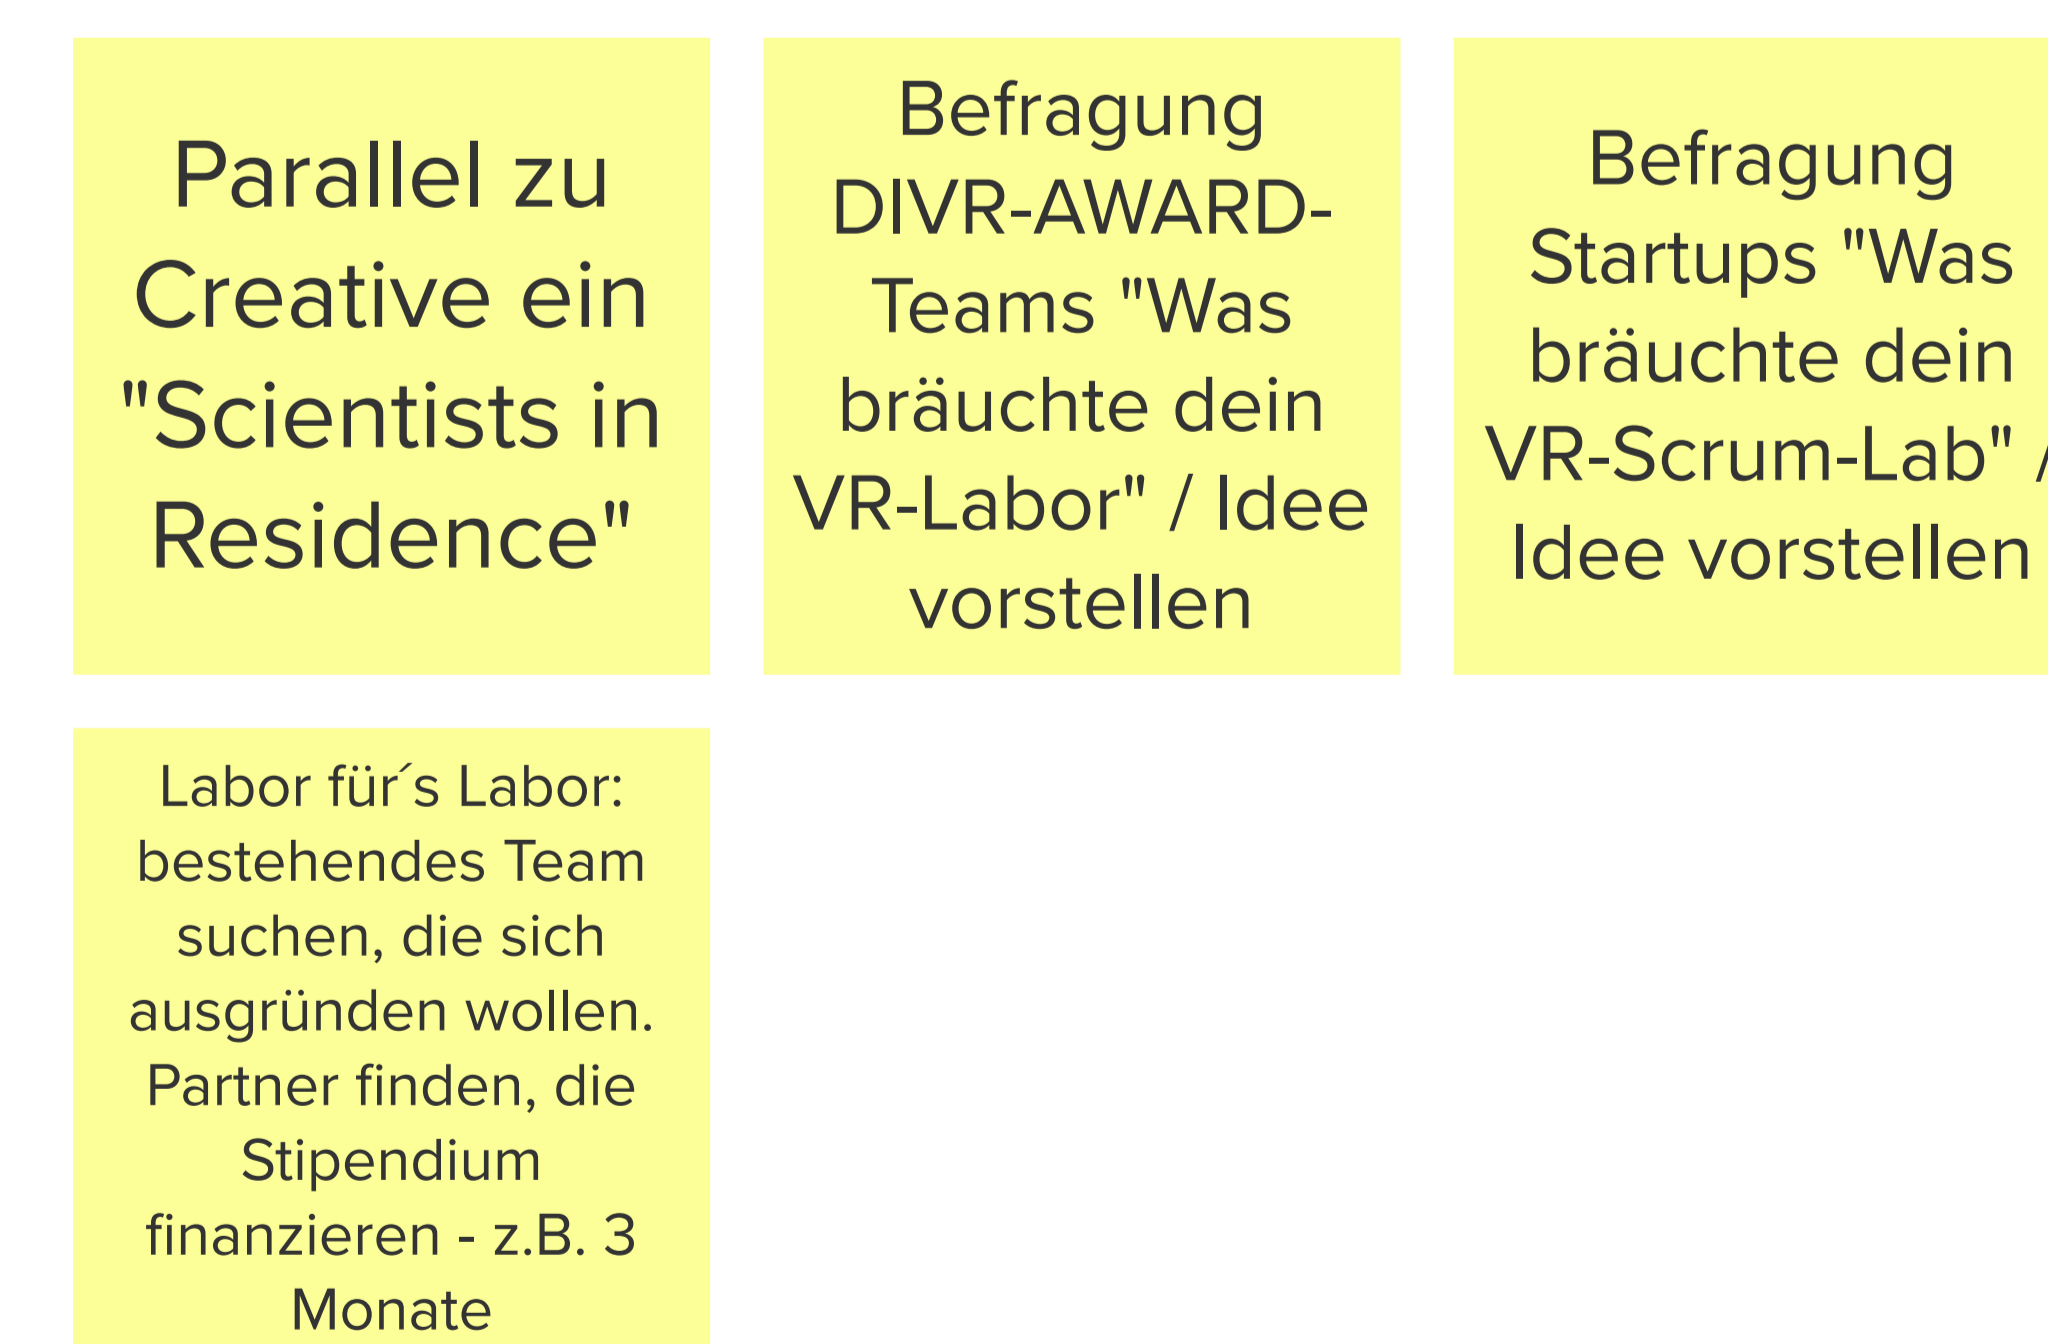 Parallel zu
Creative ein
"Scientists in
Residence"
Befragung
DIVR-AWARD-
Teams "Was
bräuchte dein
VR-Labor" / Idee
vorstellen
Befragung
Startups "Was
bräuchte dein
VR-Scrum-Lab" /
Idee vorstellen
Labor für´s Labor:
bestehendes Team
suchen, die sich
ausgründen wollen.
Partner finden, die
Stipendium
finanzieren - z.B. 3
Monate